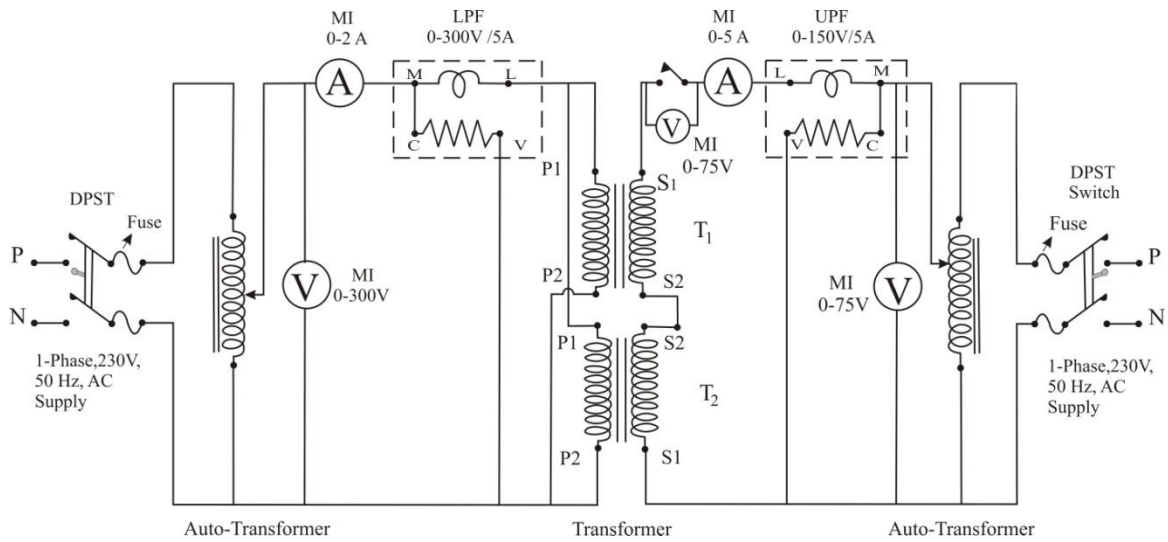 MI
0-2 A
LPF
0-300V /5A
MI
0-5 A
UPF
0-150V/5A
A
M
L
C
V
V
MI
0-75V
A
L
M
V
C
DPST
Fuse
P
N
1-Phase,230V,
50 Hz, AC
Supply
V
MI
0-300V
P1
P2
P1
P2
S1
S2
S2
S1
T1
T2
MI
0-75V
V
DPST
Switch
Fuse
P
N
1-Phase,230V,
50 Hz, AC
Supply
Auto-Transformer
Transformer
Auto-Transformer